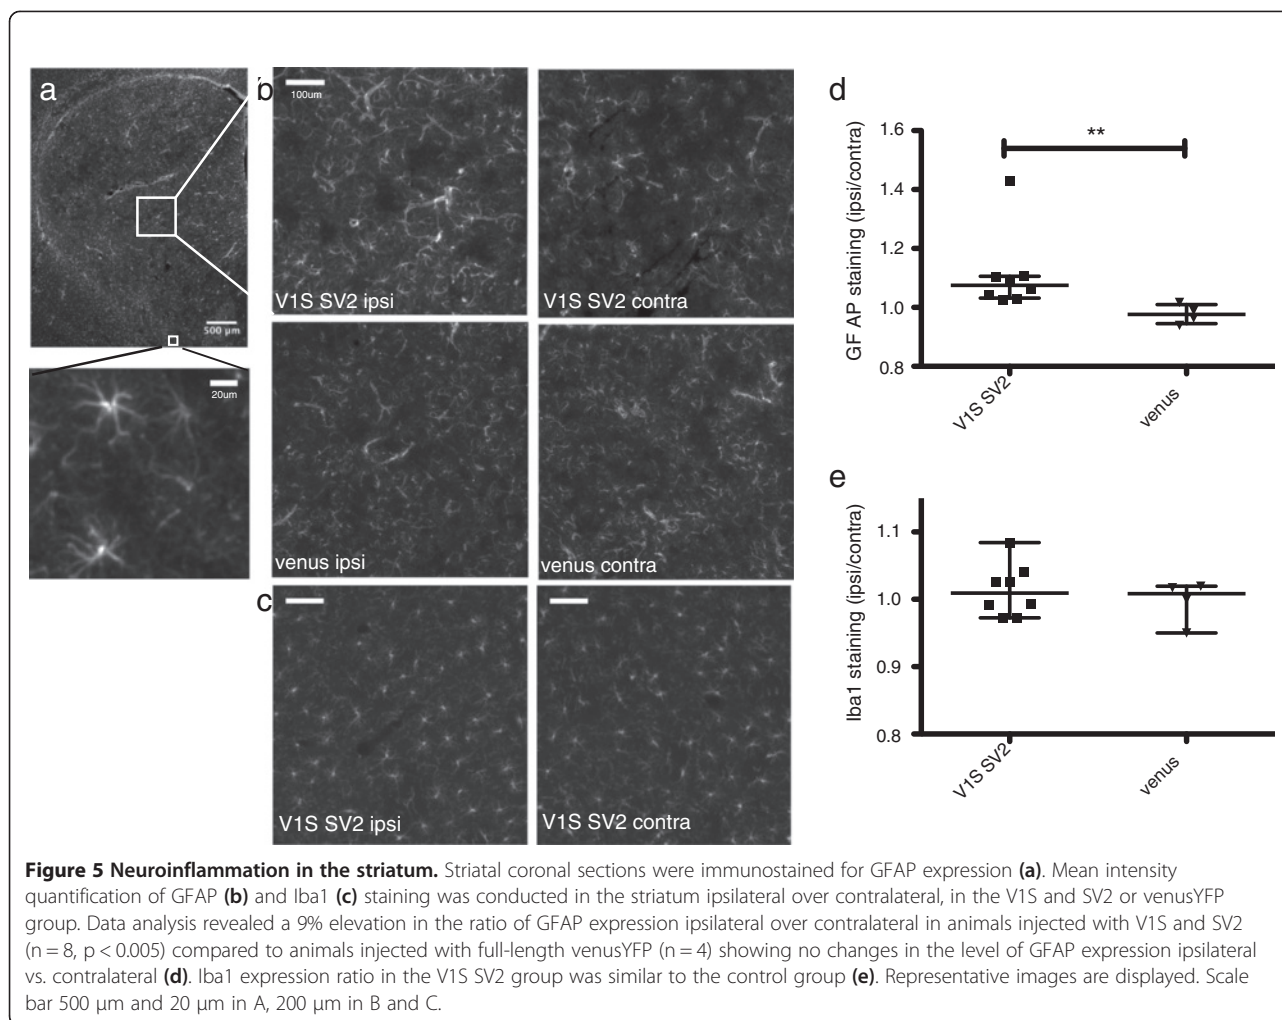 a
500 µm
20um
b
100um
V1S SV2 ipsi
V1S SV2 contra
venus ipsi
venus contra
c
V1S SV2 ipsi
V1S SV2 contra
d
GF AP staining (ipsi/contra)
1.6
1.4
1.2
1.0
0.8
**
V1S SV2
venus
e
Iba1 staining (ipsi/contra)
1.1
1.0
0.9
0.8
V1S SV2
venus
Figure 5 Neuroinflammation in the striatum. Striatal coronal sections were immunostained for GFAP expression (a). Mean intensity
quantification of GFAP (b) and Iba1 (c) staining was conducted in the striatum ipsilateral over contralateral, in the V1S and SV2 or venusYFP
group. Data analysis revealed a 9% elevation in the ratio of GFAP expression ipsilateral over contralateral in animals injected with V1S and SV2
(n = 8, p < 0.005) compared to animals injected with full-length venusYFP (n = 4) showing no changes in the level of GFAP expression ipsilateral
vs. contralateral (d). Iba1 expression ratio in the V1S SV2 group was similar to the control group (e). Representative images are displayed. Scale
bar 500 µm and 20 µm in A, 200 µm in B and C.